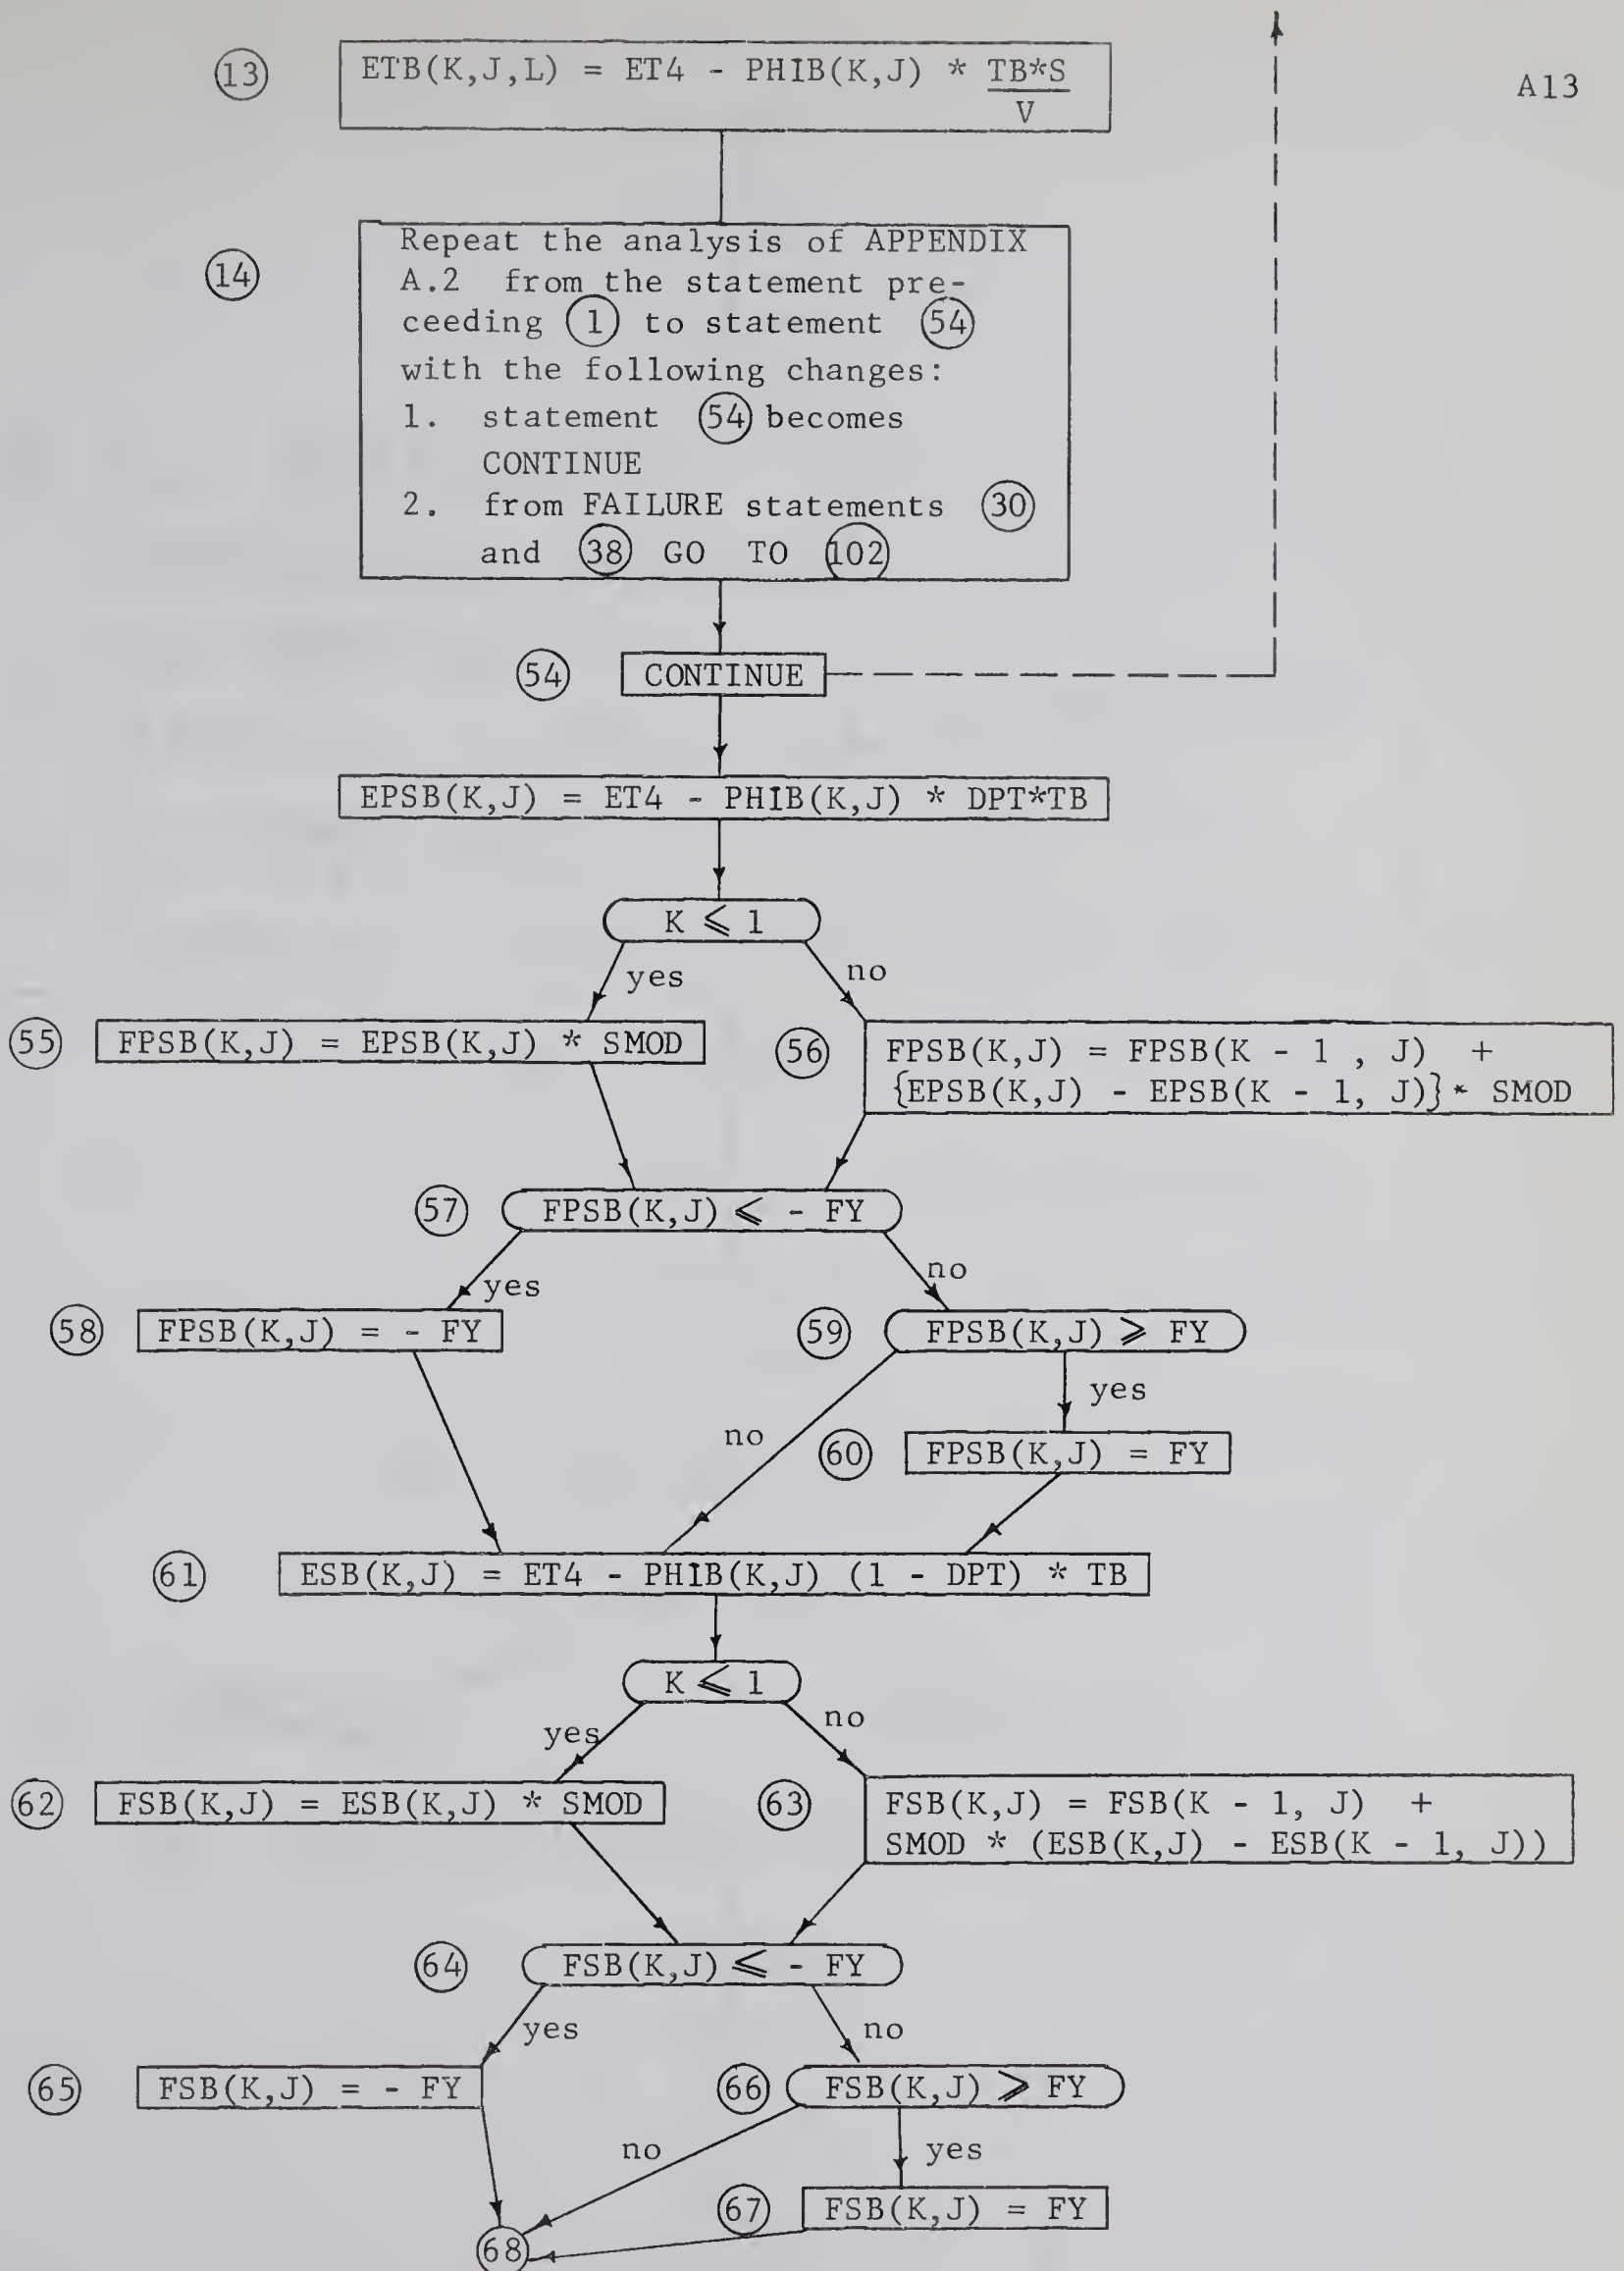 A13
13
ETB(K,J,L) = ET4 - PHIB(K,J) * TB*S
V
14
Repeat the analysis of APPENDIX
A.2 from the statement pre-
ceeding 1 to statement 54
with the following changes:
1. statement 54 becomes
CONTINUE
2. from FAILURE statements 30
and 38 GO TO 102
54 CONTINUE
EPSB(K,J) = ET4 - PHIB(K,J) * DPT*TB
K ⩽ 1
yes no
55 FPSB(K,J) = EPSB(K,J) * SMOD
56 FPSB(K,J) = FPSB(K - 1 , J) +
{EPSB(K,J) - EPSB(K - 1, J)} * SMOD
57 FPSB(K,J) ⩽ - FY
yes no
58 FPSB(K,J) = - FY
59 FPSB(K,J) ⩾ FY
yes
no
60 FPSB(K,J) = FY
61 ESB(K,J) = ET4 - PHIB(K,J) (1 - DPT) * TB
K ⩽ 1
yes no
62 FSB(K,J) = ESB(K,J) * SMOD
63 FSB(K,J) = FSB(K - 1, J) +
SMOD * (ESB(K,J) - ESB(K - 1, J))
64 FSB(K,J) ⩽ - FY
yes no
65 FSB(K,J) = - FY
66 FSB(K,J) ⩾ FY
no yes
67 FSB(K,J) = FY
68